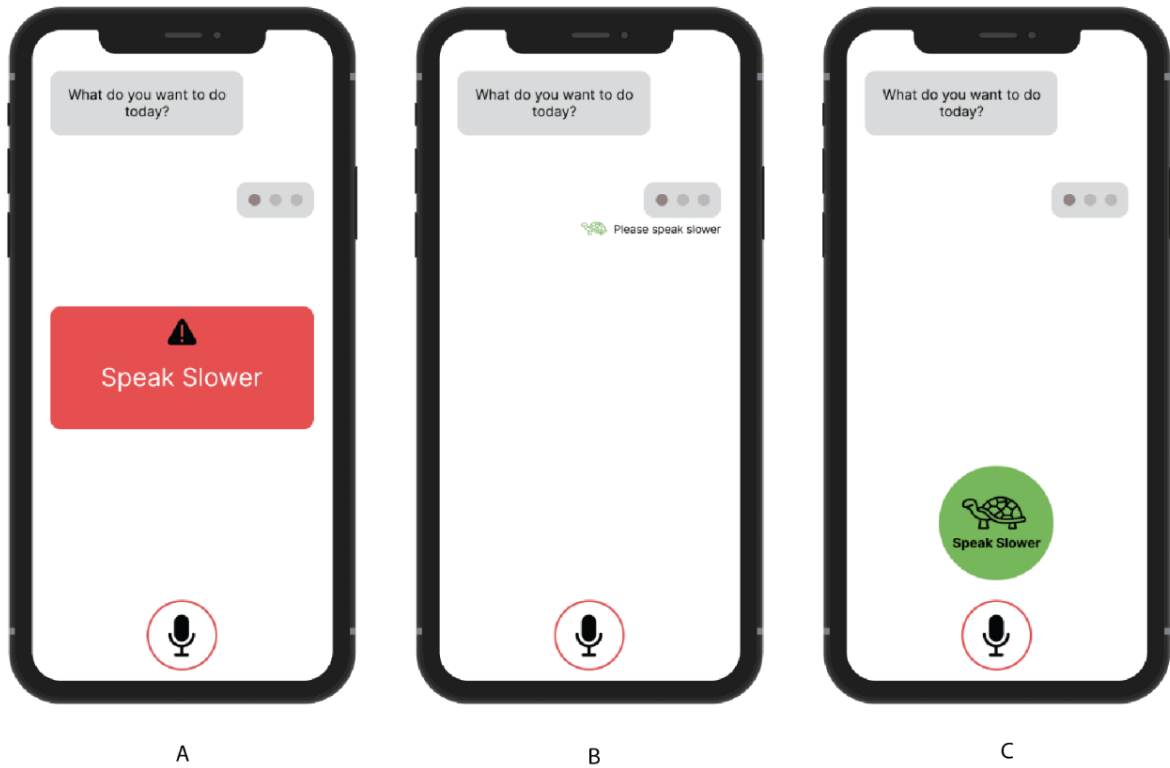 What do you want to do
today?
Speak Slower
What do you want to do
today?
Please speak slower
What do you want to do
today?
Speak Slower
A
B
C